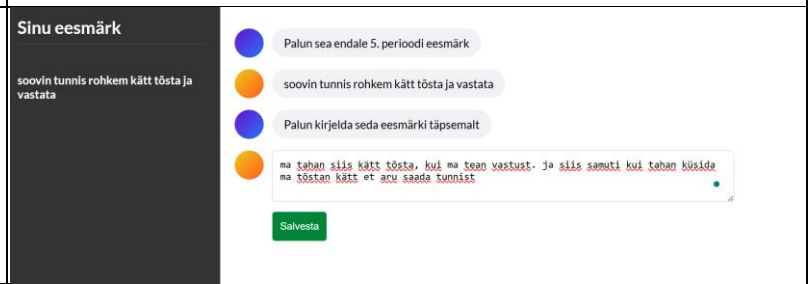 Sinu eesmärk
soovin tunnis rohkem kätt tõsta ja
vastata
Palun sea endale 5. perioodi eesmärk
soovin tunnis rohkem kätt tõsta ja vastata
Palun kirjelda seda eesmärki täpsemalt
ma tahan siis kätt tõsta, kui ma tean vastust. ja siis samuti kui tahan küsida
ma tõstan kätt et aru saada tunnist
Salvesta